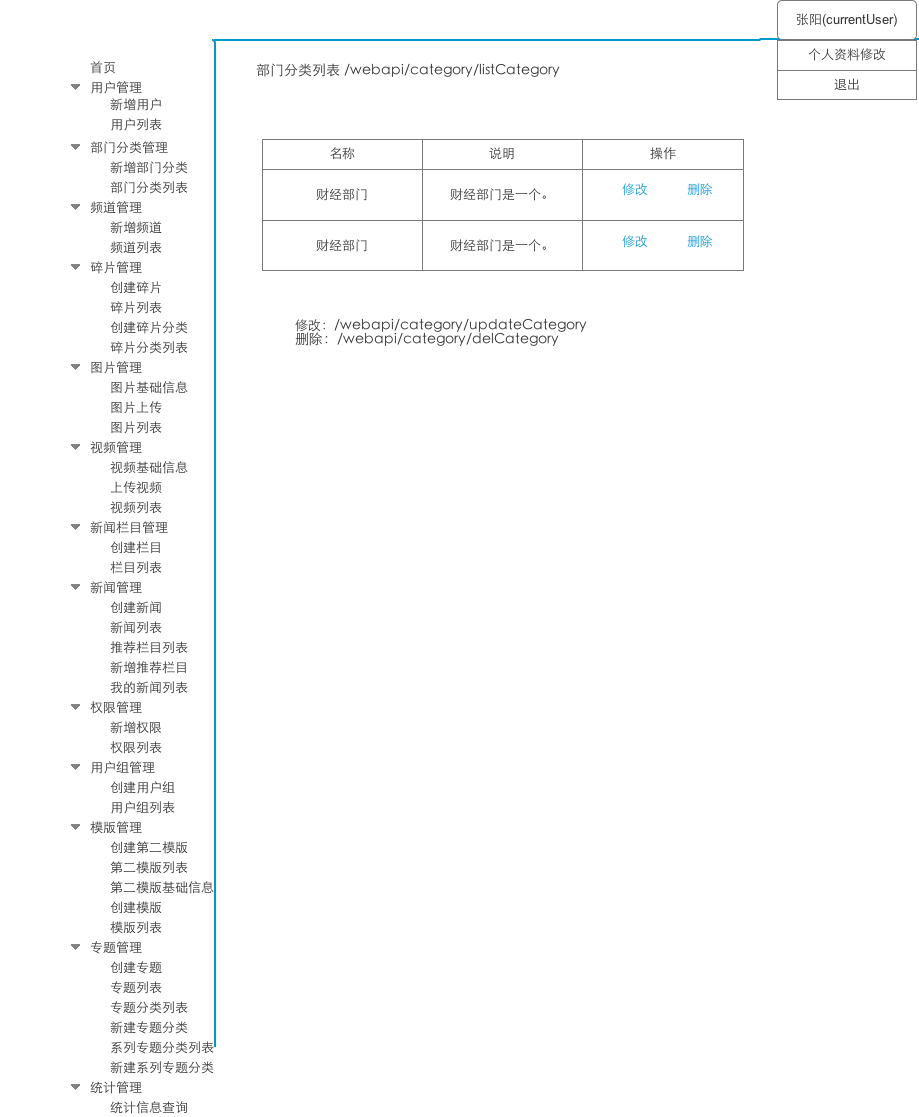 张阳(currentUser)
个人资料修改
退出
首页
用户管理
新增用户
用户列表
部门分类管理
新增部门分类
部门分类列表
频道管理
新增频道
频道列表
碎片管理
创建碎片
碎片列表
创建碎片分类
碎片分类列表
图片管理
图片基础信息
图片上传
图片列表
视频管理
视频基础信息
上传视频
视频列表
新闻栏目管理
创建栏目
栏目列表
新闻管理
创建新闻
新闻列表
推荐栏目列表
新增推荐栏目
我的新闻列表
权限管理
新增权限
权限列表
用户组管理
创建用户组
用户组列表
模版管理
创建第二模版
第二模版列表
第二模版基础信息
创建模版
模版列表
专题管理
创建专题
专题列表
专题分类列表
新建专题分类
系列专题分类列表
新建系列专题分类
统计管理
统计信息查询
部门分类列表 /webapi/category/listCategory
名称 说明 操作
财经部门 财经部门是一个。 修改 删除
财经部门 财经部门是一个。 修改 删除
修改：/webapi/category/updateCategory
删除：/webapi/category/delCategory